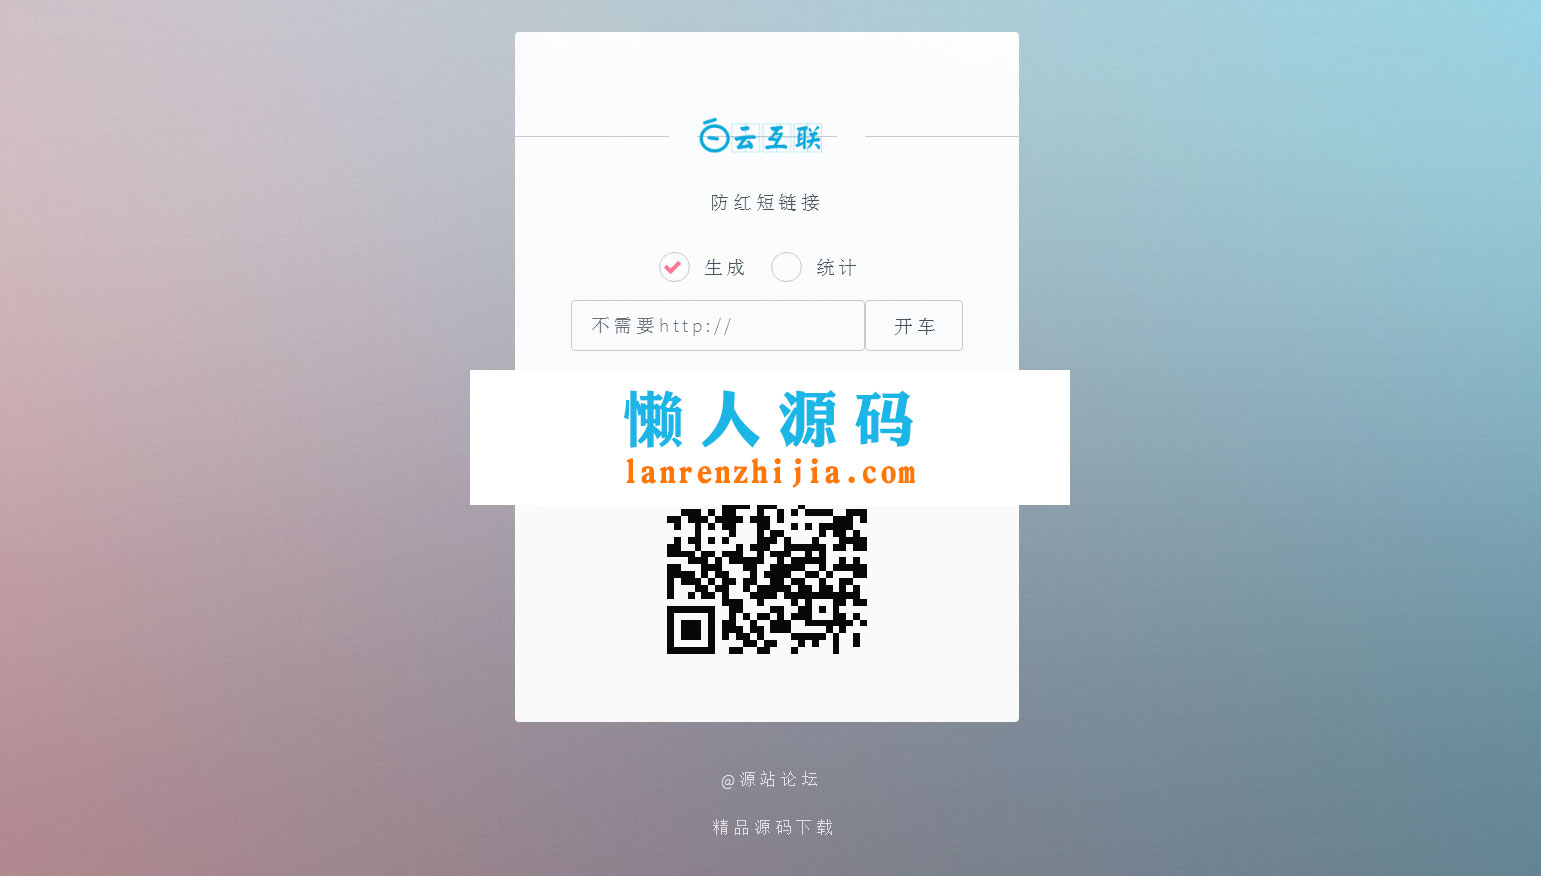 云互联
防红短链接
生成 统计
不需要http://
开车
懒人源码
lanrenzhijia.com
@源站论坛
精品源码下载